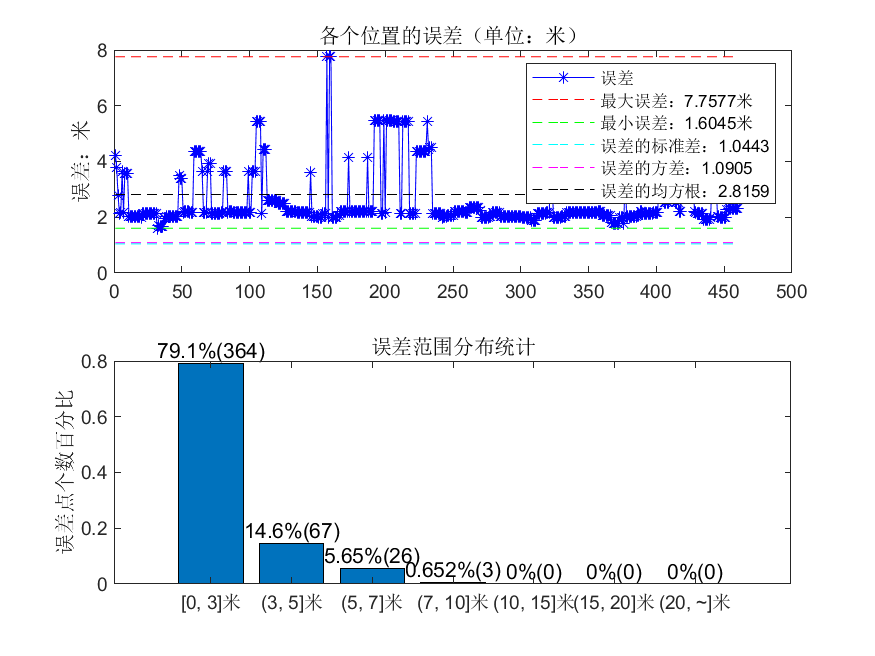 各个位置的误差（单位：米）
误差：米
8
6
4
2
0
0 50 100 150 200 250 300 350 400 450 500
误差
最大误差：7.7577米
最小误差：1.6045米
误差的标准差：1.0443
误差的方差：1.0905
误差的均方根：2.8159
误差范围分布统计
误差点个数百分比
0.8
0.6
0.4
0.2
0
79.1%(364)
14.6%(67)
5.65%(26)
0.652%(3)
0%(0)
0%(0)
0%(0)
[0, 3]米 (3, 5]米 (5, 7]米 (7, 10]米 (10, 15]米 (15, 20]米 (20, ~]米